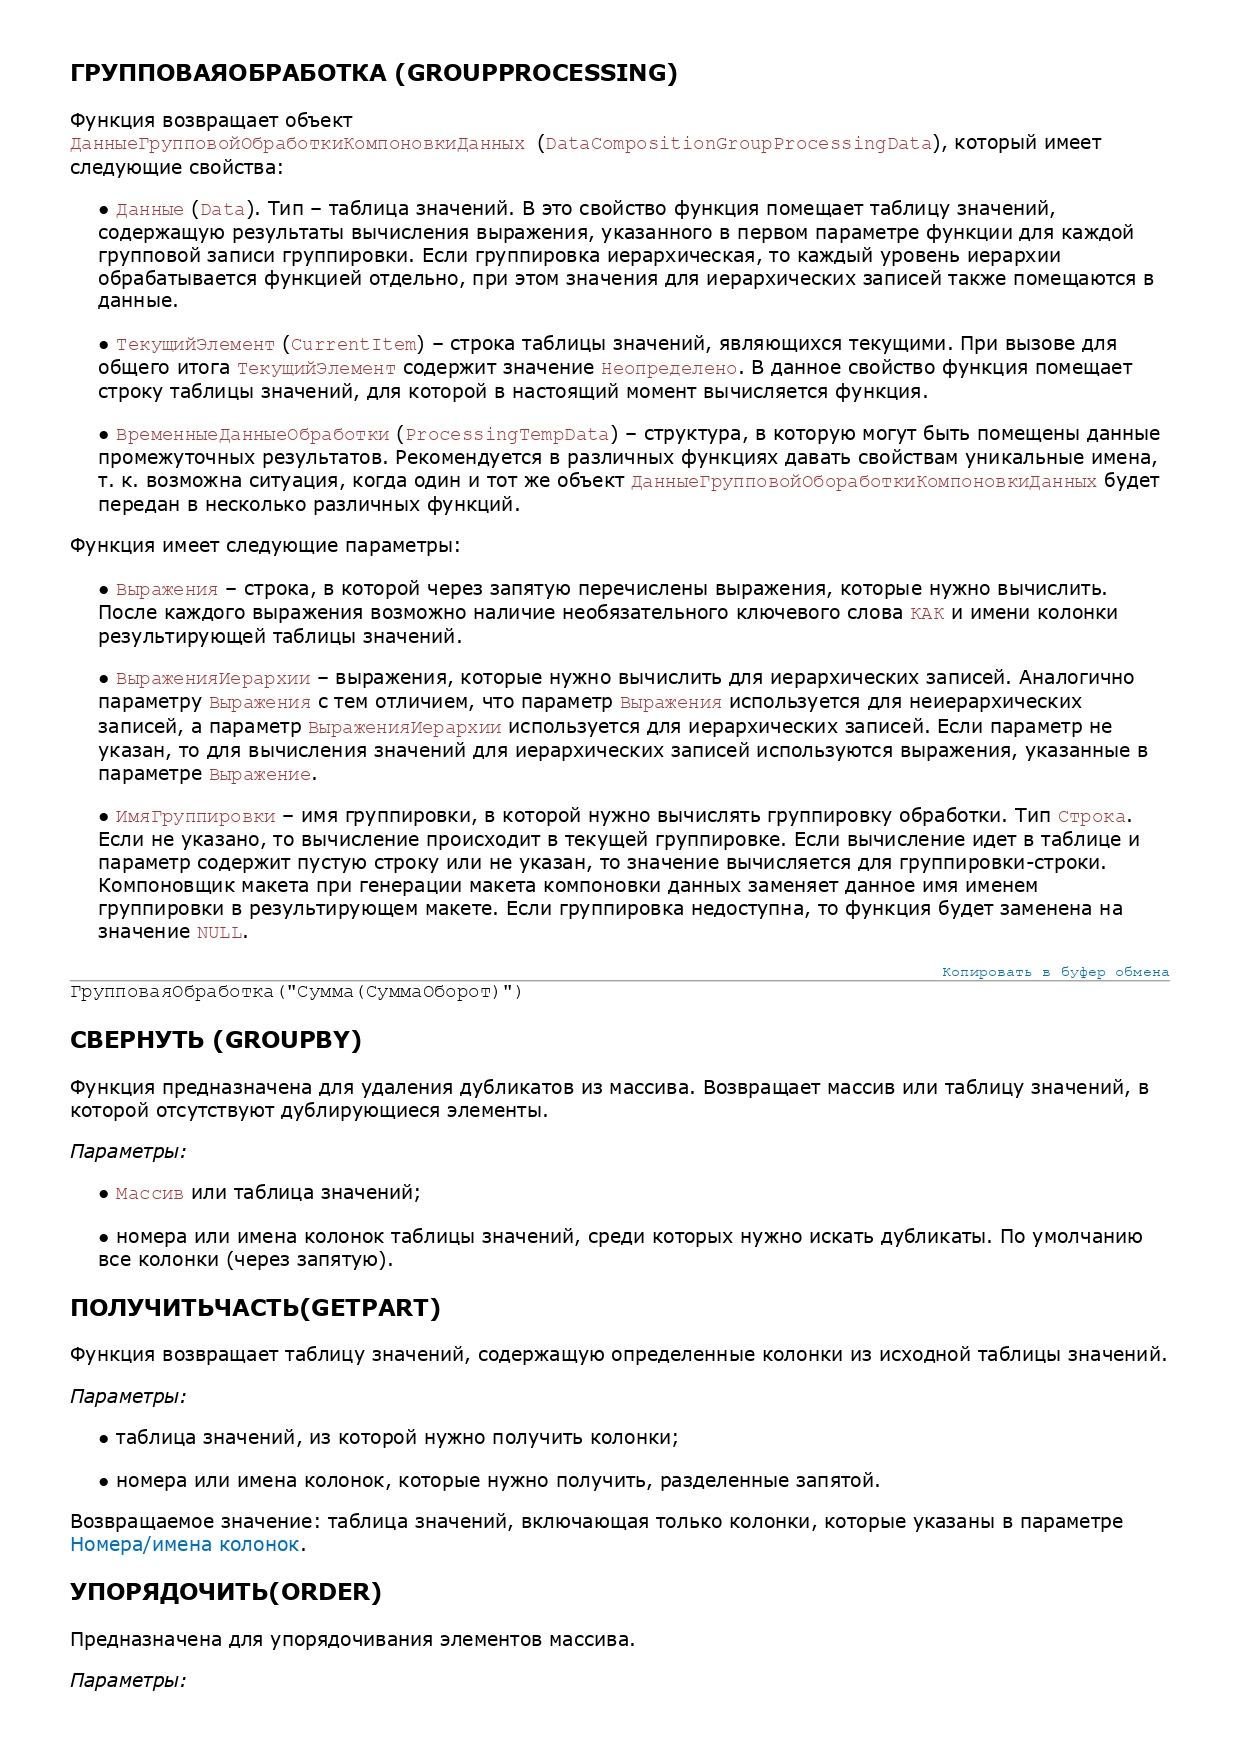 ГРУППОВАЯОБРАБОТКА (GROUPPROCESSING)
Функция возвращает объект
ДанныеГрупповойОбработкиКомпоновкиДанных (DataCompositionGroupProcessingData), который имеет
следующие свойства:
● Данные (Data). Тип – таблица значений. В это свойство функция помещает таблицу значений,
содержащую результаты вычисления выражения, указанного в первом параметре функции для каждой
групповой записи группировки. Если группировка иерархическая, то каждый уровень иерархии
обрабатывается функцией отдельно, при этом значения для иерархических записей также помещаются в
данные.
● ТекущийЭлемент (CurrentItem) – строка таблицы значений, являющихся текущими. При вызове для
общего итога ТекущийЭлемент содержит значение Неопределено. В данное свойство функция помещает
строку таблицы значений, для которой в настоящий момент вычисляется функция.
● ВременныеДанныеОбработки (ProcessingTempData) – структура, в которую могут быть помещены данные
промежуточных результатов. Рекомендуется в различных функциях давать свойствам уникальные имена,
т. к. возможна ситуация, когда один и тот же объект ДанныеГрупповойОбоработкиКомпоновкиДанных будет
передан в несколько различных функций.
Функция имеет следующие параметры:
● Выражения – строка, в которой через запятую перечислены выражения, которые нужно вычислить.
После каждого выражения возможно наличие необязательного ключевого слова КАК и имени колонки
результирующей таблицы значений.
● ВыраженияИерархии – выражения, которые нужно вычислить для иерархических записей. Аналогично
параметру Выражения с тем отличием, что параметр Выражения используется для неиерархических
записей, а параметр ВыраженияИерархии используется для иерархических записей. Если параметр не
указан, то для вычисления значений для иерархических записей используются выражения, указанные в
параметре Выражение.
● ИмяГруппировки – имя группировки, в которой нужно вычислять группировку обработки. Тип Строка.
Если не указано, то вычисление происходит в текущей группировке. Если вычисление идет в таблице и
параметр содержит пустую строку или не указан, то значение вычисляется для группировки-строки.
Компоновщик макета при генерации макета компоновки данных заменяет данное имя именем
группировки в результирующем макете. Если группировка недоступна, то функция будет заменена на
значение NULL.
Копировать в буфер обмена
ГрупповаяОбработка("Сумма(СуммаОборот)")
СВЕРНУТЬ (GROUPBY)
Функция предназначена для удаления дубликатов из массива. Возвращает массив или таблицу значений, в
которой отсутствуют дублирующиеся элементы.
Параметры:
● Массив или таблица значений;
● номера или имена колонок таблицы значений, среди которых нужно искать дубликаты. По умолчанию
все колонки (через запятую).
ПОЛУЧИТЬЧАСТЬ(GETPART)
Функция возвращает таблицу значений, содержащую определенные колонки из исходной таблицы значений.
Параметры:
● таблица значений, из которой нужно получить колонки;
● номера или имена колонок, которые нужно получить, разделенные запятой.
Возвращаемое значение: таблица значений, включающая только колонки, которые указаны в параметре
Номера/имена колонок.
УПОРЯДОЧИТЬ(ORDER)
Предназначена для упорядочивания элементов массива.
Параметры: